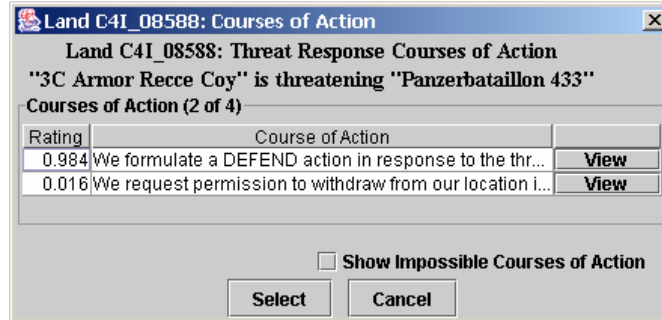 Land C4I_08588: Courses of Action
Land C4I_08588: Threat Response Courses of Action
"3C Armor Recce Coy" is threatening "Panzerbataillon 433"
Courses of Action (2 of 4)
Rating Course of Action
0.984 We formulate a DEFEND action in response to the thr... View
0.016 We request permission to withdraw from our location i... View
Show Impossible Courses of Action
Select Cancel